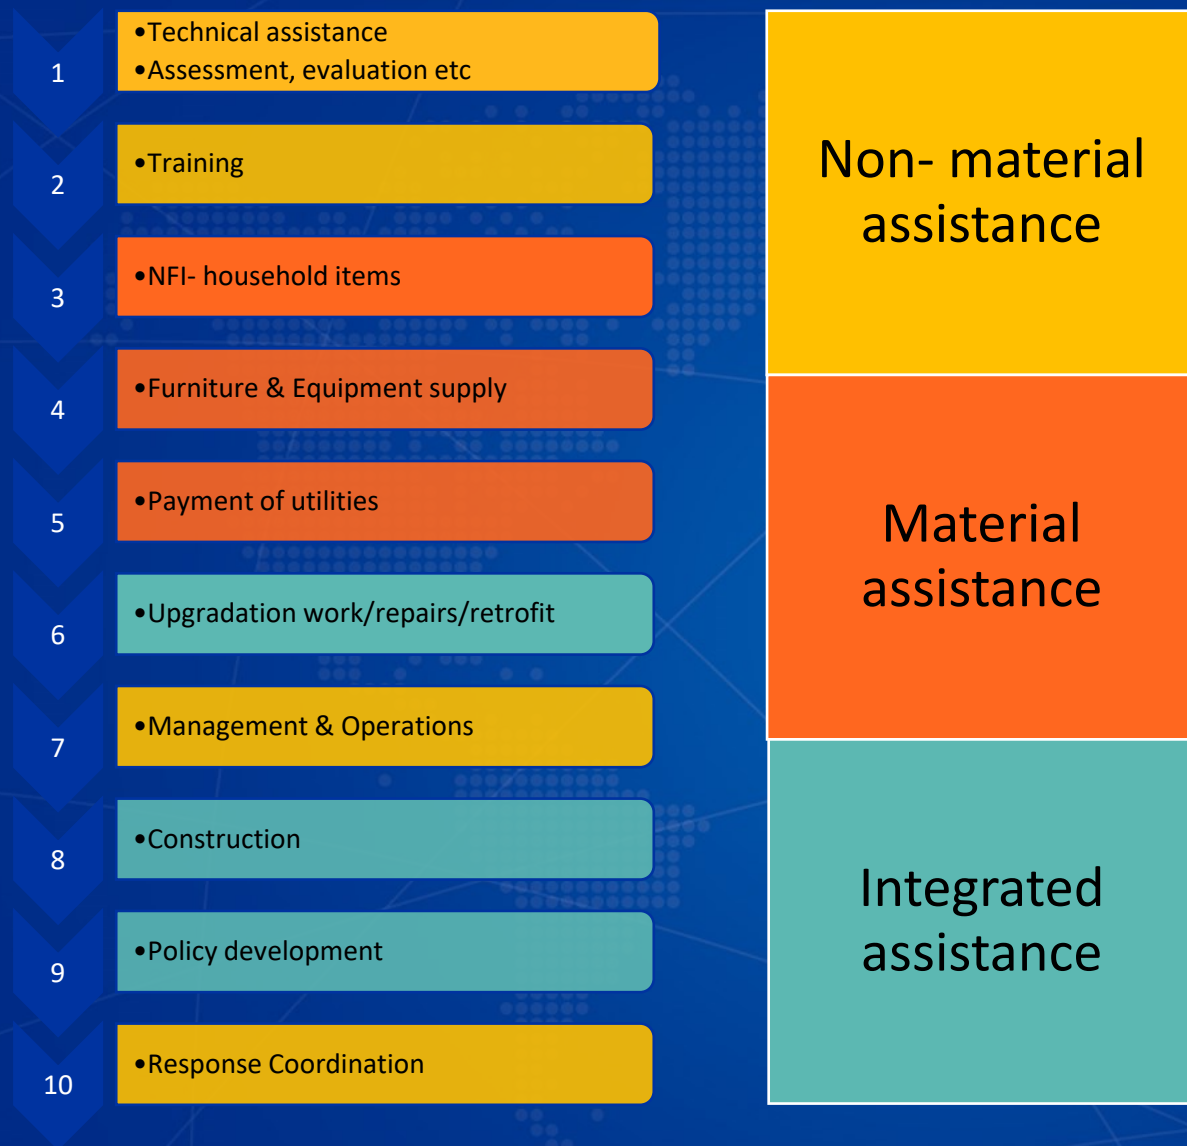 1
•Technical assistance
•Assessment, evaluation etc
2
•Training
3
•NFI- household items
4
•Furniture & Equipment supply
5
•Payment of utilities
6
•Upgradation work/repairs/retrofit
7
•Management & Operations
8
•Construction
9
•Policy development
10
•Response Coordination
Non- material
assistance
Material
assistance
Integrated
assistance